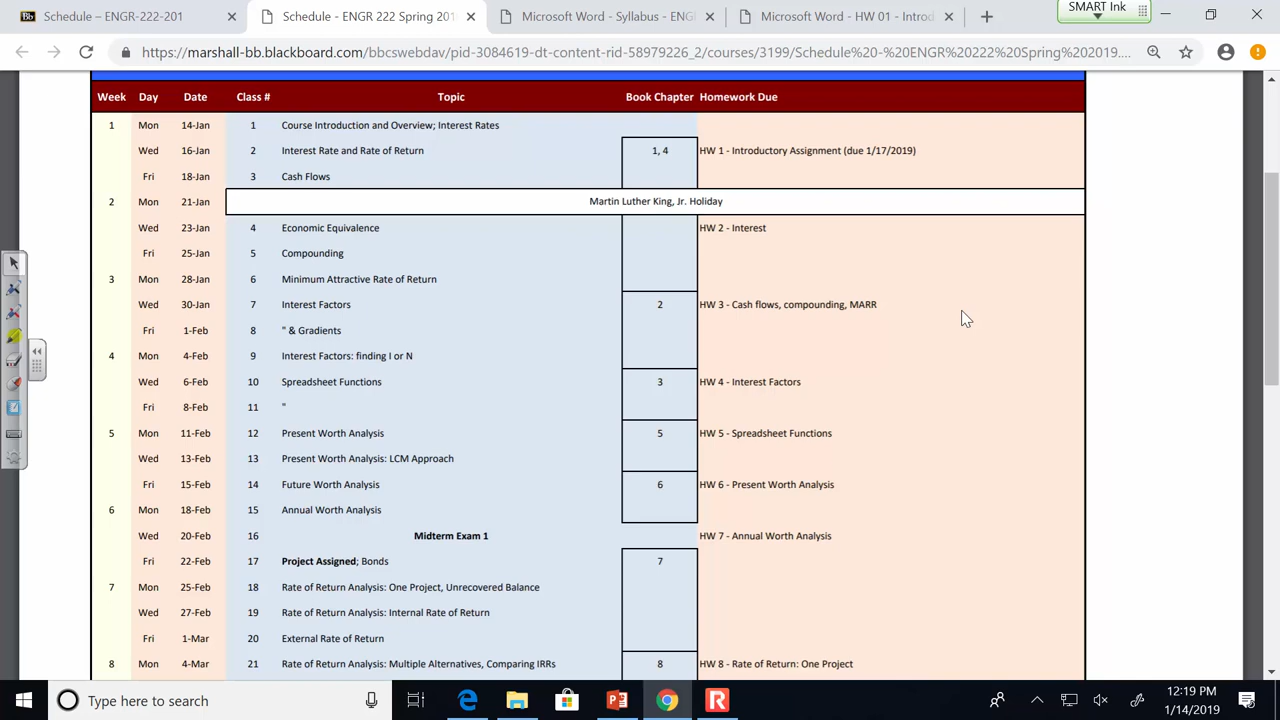 Schedule – ENGR-222-201
Schedule - ENGR 222 Spring 201
Microsoft Word - Syllabus - ENG
Microsoft Word - HW 01 - Introd
SMART Ink
https://marshall-bb.blackboard.com/bbcswebdav/pid-3084619-dt-content-rid-58979226_2/courses/3199/Schedule%20-%20ENGR%20222%20Spring%202019....
Week Day Date Class # Topic Book Chapter Homework Due
1 Mon 14-Jan 1 Course Introduction and Overview; Interest Rates
Wed 16-Jan 2 Interest Rate and Rate of Return 1, 4 HW 1 - Introductory Assignment (due 1/17/2019)
Fri 18-Jan 3 Cash Flows
2 Mon 21-Jan Martin Luther King, Jr. Holiday
Wed 23-Jan 4 Economic Equivalence HW 2 - Interest
Fri 25-Jan 5 Compounding
3 Mon 28-Jan 6 Minimum Attractive Rate of Return
Wed 30-Jan 7 Interest Factors 2 HW 3 - Cash flows, compounding, MARR
Fri 1-Feb 8 " & Gradients
4 Mon 4-Feb 9 Interest Factors: finding I or N
Wed 6-Feb 10 Spreadsheet Functions 3 HW 4 - Interest Factors
Fri 8-Feb 11 "
5 Mon 11-Feb 12 Present Worth Analysis 5 HW 5 - Spreadsheet Functions
Wed 13-Feb 13 Present Worth Analysis: LCM Approach
Fri 15-Feb 14 Future Worth Analysis 6 HW 6 - Present Worth Analysis
6 Mon 18-Feb 15 Annual Worth Analysis
Wed 20-Feb 16 Midterm Exam 1 HW 7 - Annual Worth Analysis
Fri 22-Feb 17 Project Assigned; Bonds 7
7 Mon 25-Feb 18 Rate of Return Analysis: One Project, Unrecovered Balance
Wed 27-Feb 19 Rate of Return Analysis: Internal Rate of Return
Fri 1-Mar 20 External Rate of Return
8 Mon 4-Mar 21 Rate of Return Analysis: Multiple Alternatives, Comparing IRRs 8 HW 8 - Rate of Return: One Project
Type here to search
12:19 PM
1/14/2019